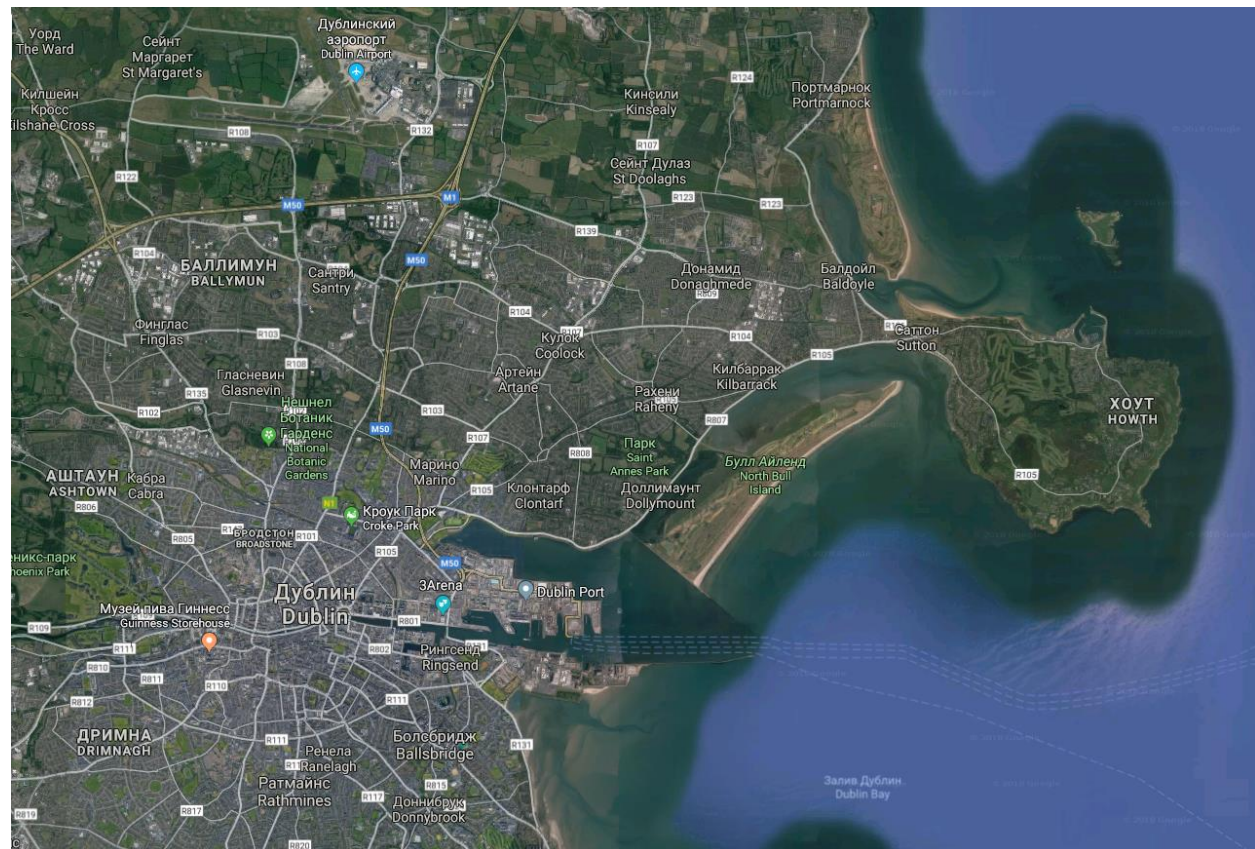 Дублинский
аэропорт
Dublin Airport
Уорд
The Ward
Сейнт
Маргарет
St Margaret's
R124
Портмарнок
Portmarnock
Килшейн
Кросс
Kilshane Cross
Кинсили
Kinsealy
R108
R132
R107
Сейнт Дулаз
St Doolaghs
R122
M50
M1
R123
R123
R139
R104
БАЛЛИМУН
BALLYMUN
Сантри
Santry
M50
Донамид
Donaghmede
R809
Балдойл
Baldoyle
Финглас
Finglas
R103
R104
R107
Кулок
Coolock
R104
Саттон
Sutton
R105
R108
Гласневин
Glasnevin
R135
Артейн
Artane
Килбаррак
Kilbarrack
Рахени
Raheny
R105
ХОУТ
HOWTH
R102
R102
Нешнел
Ботаник
Гарденс
National
Botanic
Gardens
R103
M50
R107
R807
R808
Парк
Saint
Annes Park
Булл Айленд
North Bull
Island
R105
АШТАУН
ASHTOWN
Кабра
Cabra
Марино
Marino
R105
Клонтарф
Clontarf
Доллимаунт
Dollymount
R806
N1
Кроук Парк
Croke Park
R805
БРОДСТОН
BROADSTONE
R101
R105
еникс-парк
hoenix Park
M50
Дублин
Dublin
3Arena
Dublin Port
Музей пива Гиннесс
Guinness Storehouse
R109
R801
R111
R802
R131
Рингсенд
Ringsend
R810
R811
R110
R812
R111
ДРИМНА
DRIMNAGH
R111
Ренела
Ranelagh
Болсбридж
Ballsbridge
R131
Ратмайнс
Rathmines
R815
R117
Доннибрук
Donnybrook
R817
R819
R820
Залив Дублин
Dublin Bay